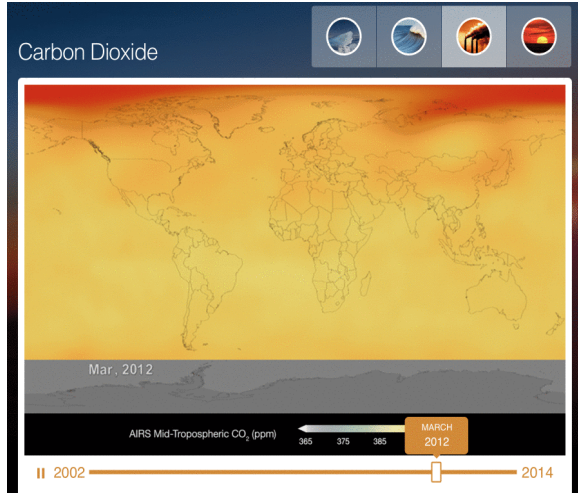 Carbon Dioxide
Mar, 2012
AIRS Mid-Tropospheric CO2 (ppm)
365 375 385
MARCH
2012
2002 2014